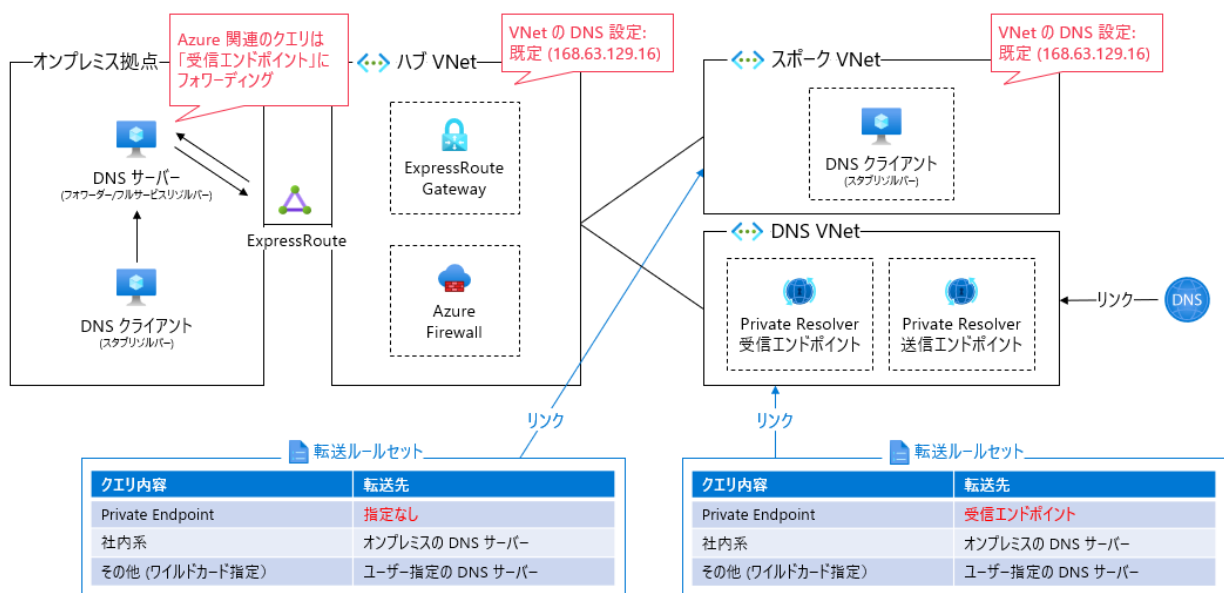 Azure 関連のクエリは
「受信エンドポイント」に
フォワーディング
VNet の DNS 設定:
既定 (168.63.129.16)
VNet の DNS 設定:
既定 (168.63.129.16)
オンプレミス拠点
DNS サーバー
(フォワーダー/フルサービスリゾルバー)
DNS クライアント
(スタブリゾルバー)
ExpressRoute
ハブ VNet
ExpressRoute
Gateway
Azure
Firewall
スポーク VNet
DNS クライアント
(スタブリゾルバー)
DNS VNet
Private Resolver
受信エンドポイント
Private Resolver
送信エンドポイント
リンク
DNS
リンク
リンク
転送ルールセット
クエリ内容 転送先
Private Endpoint 指定なし
社内系 オンプレミスの DNS サーバー
その他 (ワイルドカード指定) ユーザー指定の DNS サーバー
転送ルールセット
クエリ内容 転送先
Private Endpoint 受信エンドポイント
社内系 オンプレミスの DNS サーバー
その他 (ワイルドカード指定) ユーザー指定の DNS サーバー